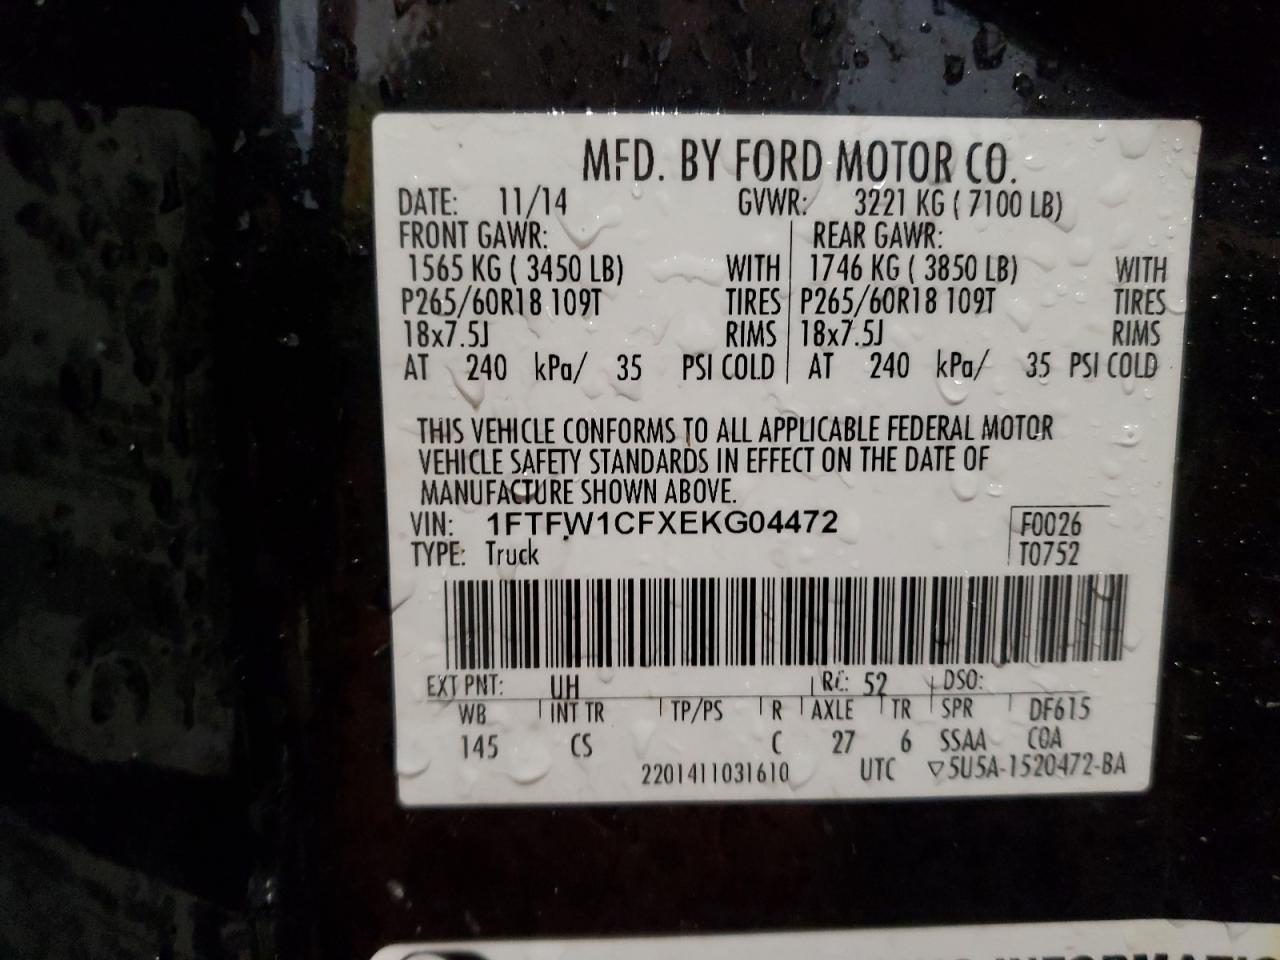 MFD. BY FORD MOTOR CO.
DATE: 11/14 GVWR: 3221 KG ( 7100 LB)
FRONT GAWR: REAR GAWR:
1565 KG ( 3450 LB) WITH 1746 KG ( 3850 LB) WITH
P265/60R18 109T TIRES P265/60R18 109T TIRES
18x7.5J RIMS 18x7.5J RIMS
AT 240 kPa/ 35 PSI COLD AT 240 kPa/ 35 PSI COLD
THIS VEHICLE CONFORMS TO ALL APPLICABLE FEDERAL MOTOR
VEHICLE SAFETY STANDARDS IN EFFECT ON THE DATE OF
MANUFACTURE SHOWN ABOVE.
VIN: 1FTFW1CFXEKG04472 F0026
TYPE: Truck T0752
EXT PNT: UH RC: 52 DSO:
WB INT TR TP/PS R AXLE TR SPR DF615
145 CS C 27 6 SSAA COA
2201411031610 UTC ▽5U5A-1520472-BA